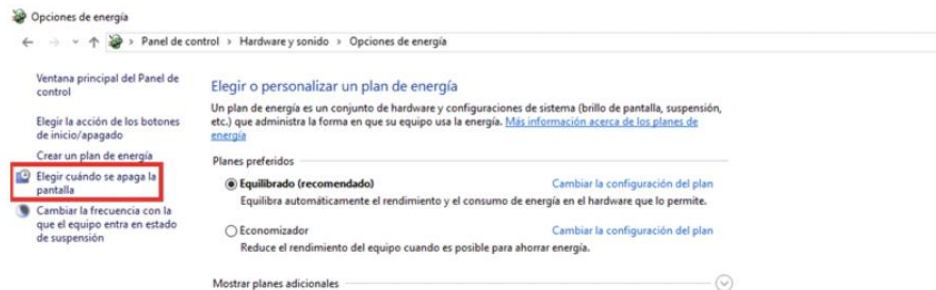 Opciones de energía
Panel de control > Hardware y sonido > Opciones de energía
Ventana principal del Panel de
control
Elegir la acción de los botones
de inicio/apagado
Crear un plan de energía
Elegir cuándo se apaga la
pantalla
Cambiar la frecuencia con la
que el equipo entra en estado
de suspensión
Elegir o personalizar un plan de energía
Un plan de energía es un conjunto de hardware y configuraciones de sistema (brillo de pantalla, suspensión,
etc.) que administra la forma en que su equipo usa la energía. Más información acerca de los planes de
energía
Planes preferidos
Equilibrado (recomendado) Cambiar la configuración del plan
Equilibra automáticamente el rendimiento y el consumo de energía en el hardware que lo permite.
Economizador Cambiar la configuración del plan
Reduce el rendimiento del equipo cuando es posible para ahorrar energía.
Mostrar planes adicionales